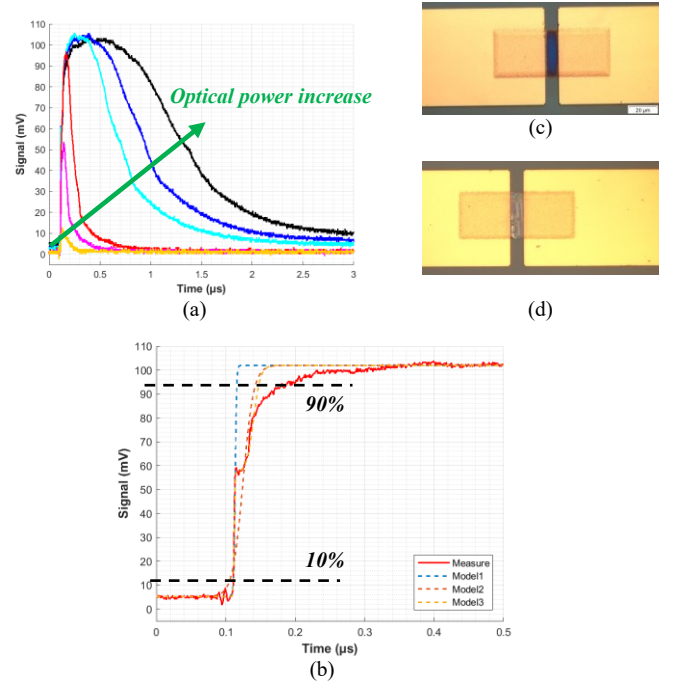 110
100
90
80
70
60
50
40
30
20
10
0
Signal (mV)
Optical power increase
0 0.5 1 1.5 2 2.5 3
Time (µs)
(a)
20 µm
(c)
(d)
110
100
90
80
70
60
50
40
30
20
10
0
Signal (mV)
90%
10%
Measure
Model1
Model2
Model3
0 0.1 0.2 0.3 0.4 0.5
Time (µs)
(b)